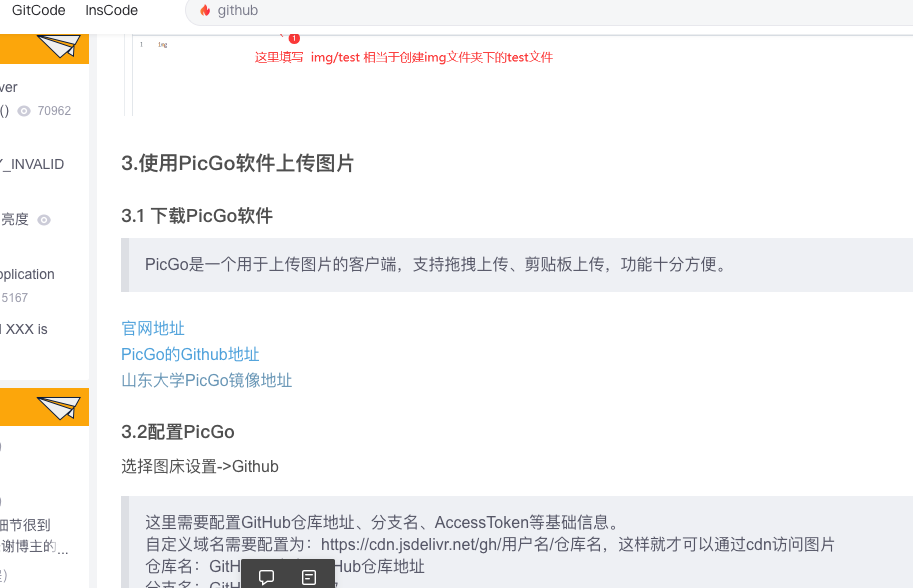 GitCode InsCode github
1 img
1
这里填写 img/test 相当于创建img文件夹下的test文件
ver
() 70962
Y_INVALID
亮度
pplication
5167
XXX is
细节很到
谢博主的...
3.使用PicGo软件上传图片
3.1 下载PicGo软件
PicGo是一个用于上传图片的客户端，支持拖拽上传、剪贴板上传，功能十分方便。
官网地址
PicGo的Github地址
山东大学PicGo镜像地址
3.2配置PicGo
选择图床设置->Github
这里需要配置GitHub仓库地址、分支名、AccessToken等基础信息。
自定义域名需要配置为：https://cdn.jsdelivr.net/gh/用户名/仓库名，这样就才可以通过cdn访问图片
仓库名：GitH Hub仓库地址
分支名：GitH